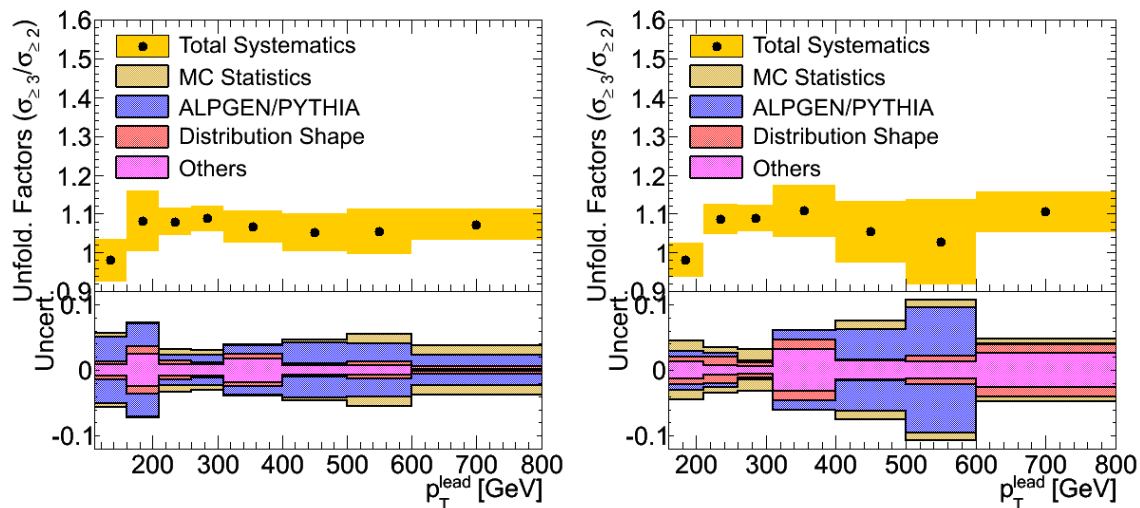 Unfold. Factors (σ≥ 3/σ≥ 2)
1.6
1.5
1.4
1.3
1.2
1.1
1
0.9
Total Systematics
MC Statistics
ALPGEN/PYTHIA
Distribution Shape
Others
Uncert.
0.1
0
-0.1
200 300 400 500 600 700 800
p_T^lead [GeV]
Unfold. Factors (σ≥ 3/σ≥ 2)
1.6
1.5
1.4
1.3
1.2
1.1
1
0.9
Total Systematics
MC Statistics
ALPGEN/PYTHIA
Distribution Shape
Others
Uncert.
0.1
0
-0.1
200 300 400 500 600 700 800
p_T^lead [GeV]